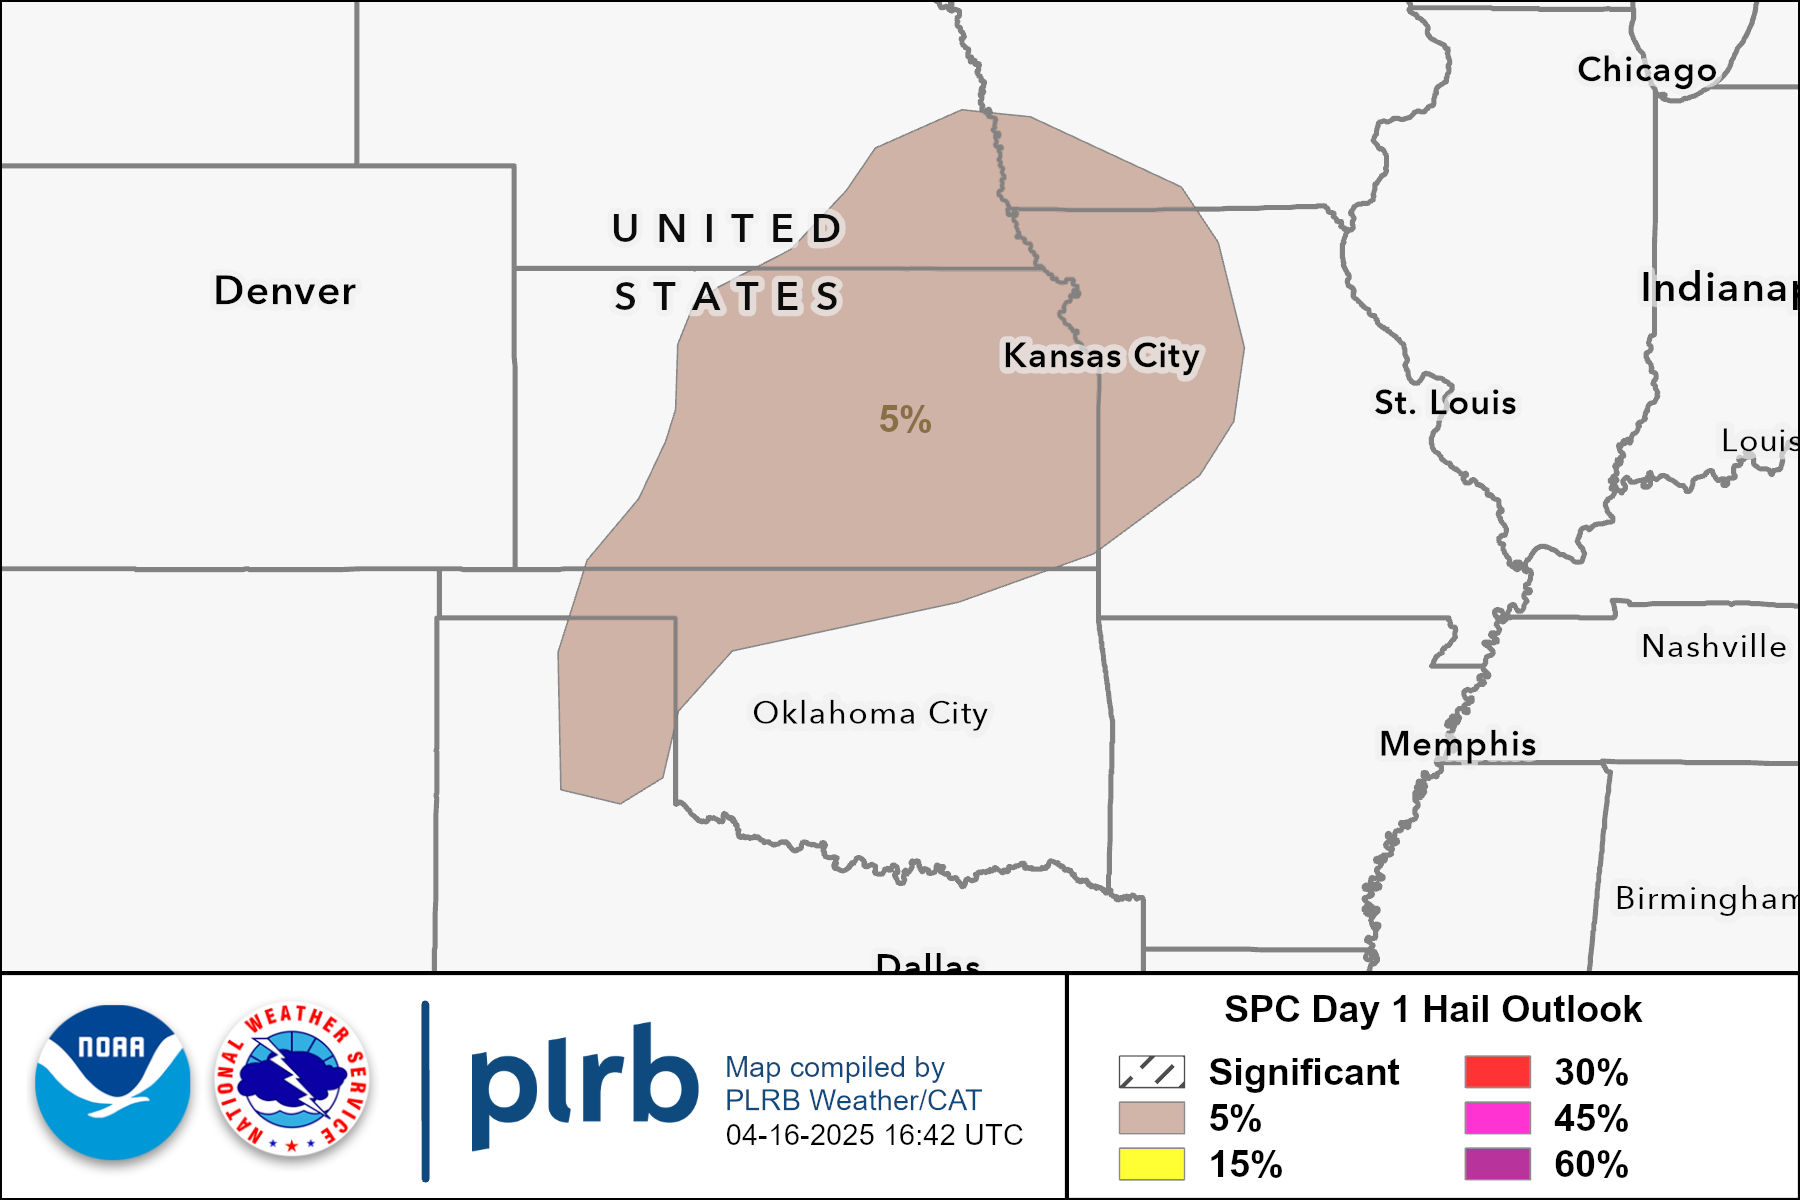 Chicago
UNITED
STATES
Denver
Indianap
Kansas City
St. Louis
5%
Louis
Nashville
Oklahoma City
Memphis
Birmingham
Dallas
NOAA
NATIONAL WEATHER SERVICE
plrb
Map compiled by
PLRB Weather/CAT
04-16-2025 16:42 UTC
SPC Day 1 Hail Outlook
Significant
5%
15%
30%
45%
60%